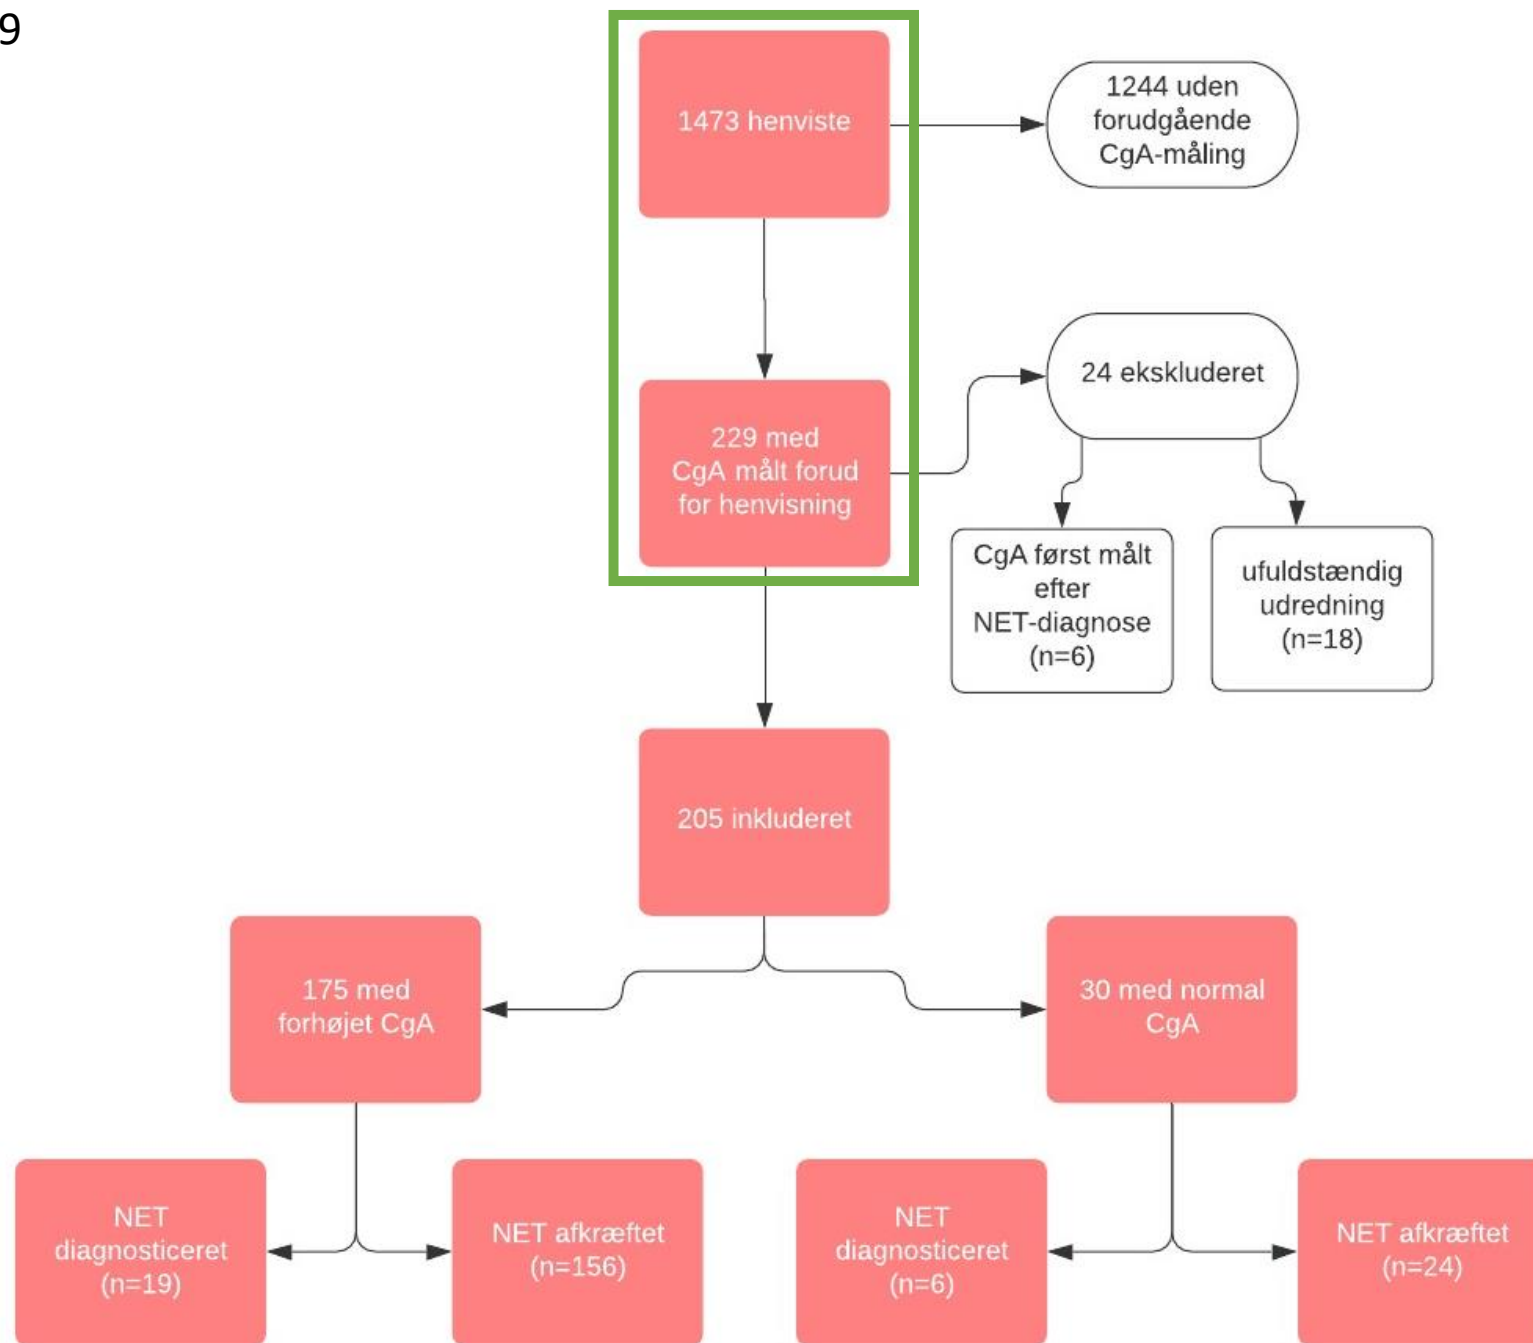 9
1473 henviste
1244 uden
forudgående
CgA-måling
229 med
CgA målt forud
for henvisning
24 ekskluderet
CgA først målt
efter
NET-diagnose
(n=6)
ufuldstændig
udredning
(n=18)
205 inkluderet
175 med
forhøjet CgA
30 med normal
CgA
NET
diagnosticeret
(n=19)
NET afkræftet
(n=156)
NET
diagnosticeret
(n=6)
NET afkræftet
(n=24)